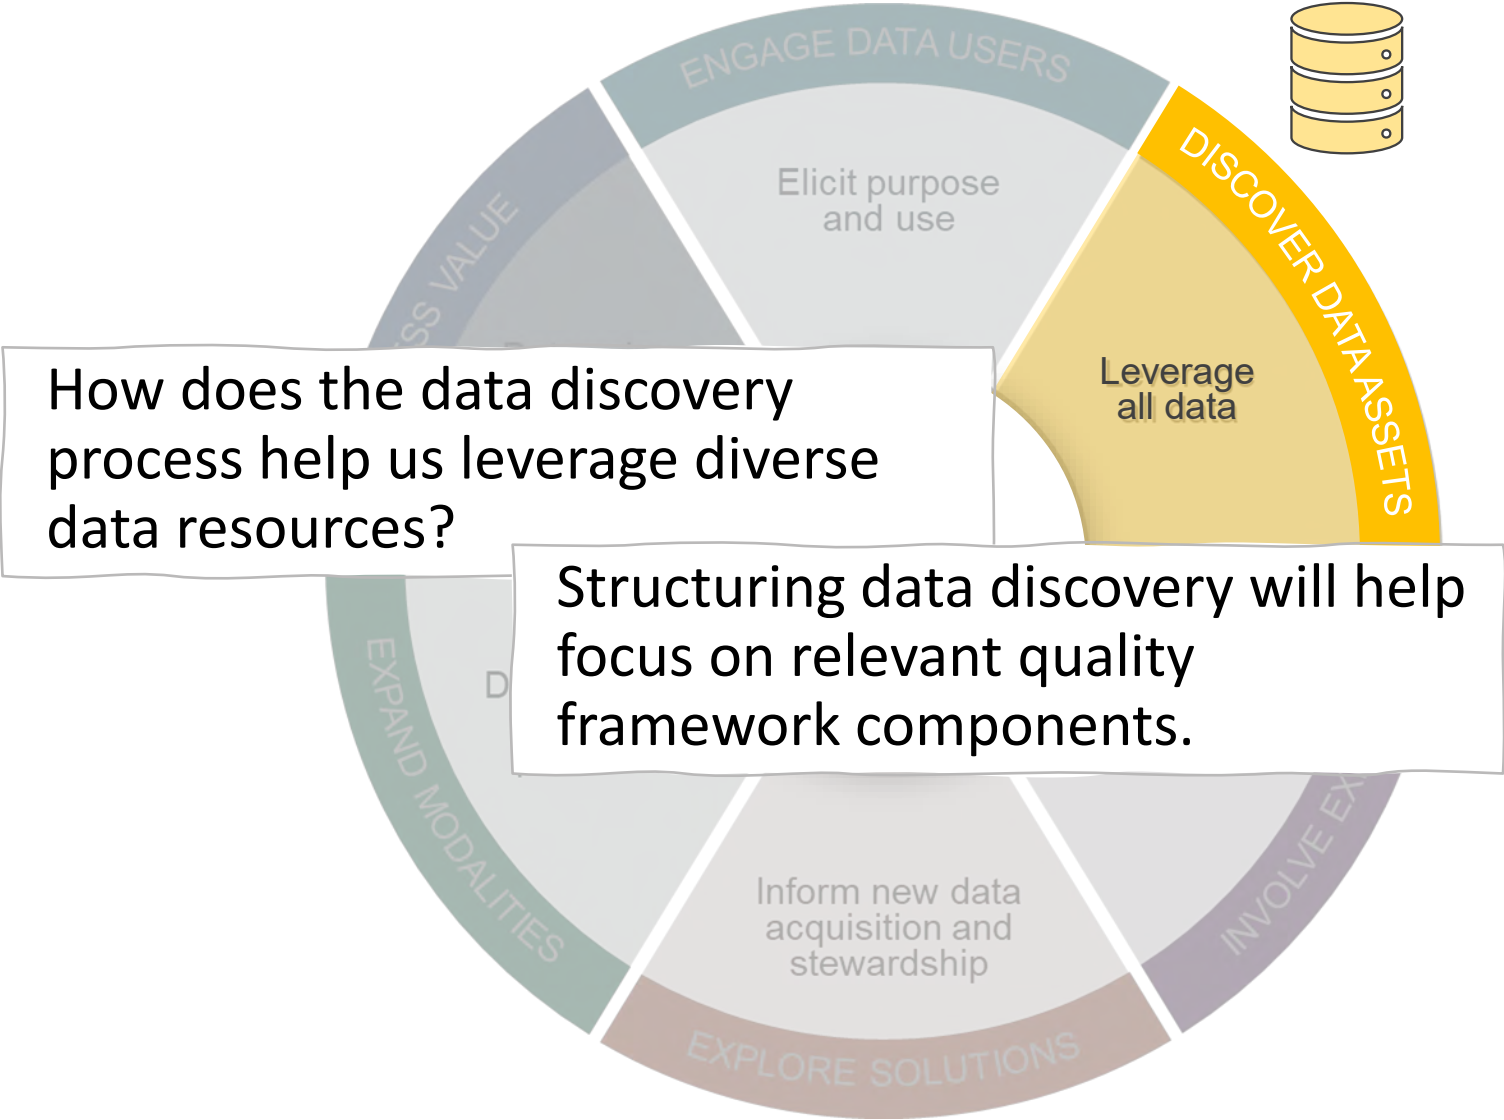 ENGAGE DATA USERS
Elicit purpose
and use
DISCOVER DATA ASSETS
Leverage
all data
VALUE
How does the data discovery
process help us leverage diverse
data resources?
Structuring data discovery will help
focus on relevant quality
framework components.
EXPAND MODALITIES
INVOLVE
Inform new data
acquisition and
stewardship
EXPLORE SOLUTIONS